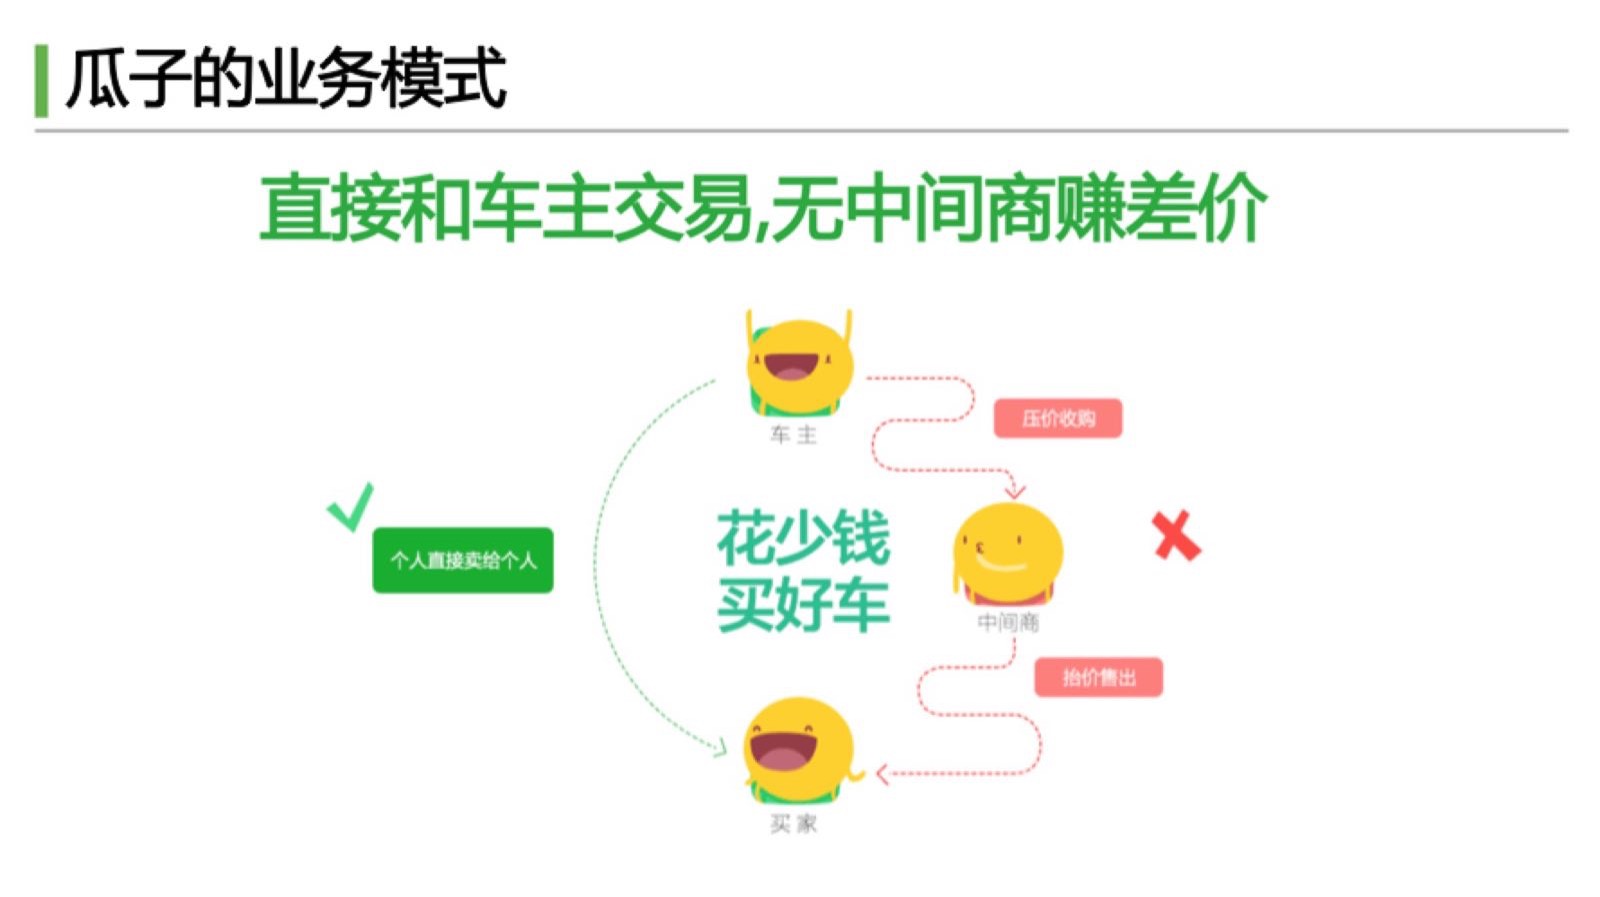 瓜子的业务模式
直接和车主交易,无中间商赚差价
车主
压价收购
个人直接卖给个人
花少钱
买好车
中间商
抬价售出
买家